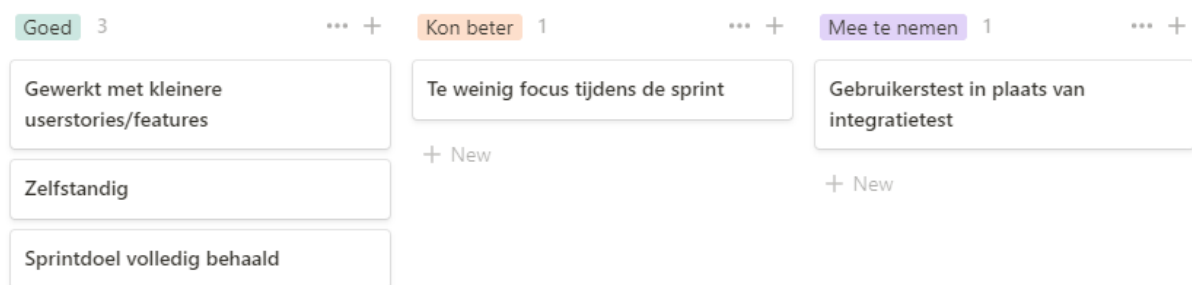 Goed 3
Gewerkt met kleinere
userstories/features
Zelfstandig
Sprintdoel volledig behaald
Kon beter 1
Te weinig focus tijdens de sprint
+ New
Mee te nemen 1
Gebruikerstest in plaats van
integratietest
+ New